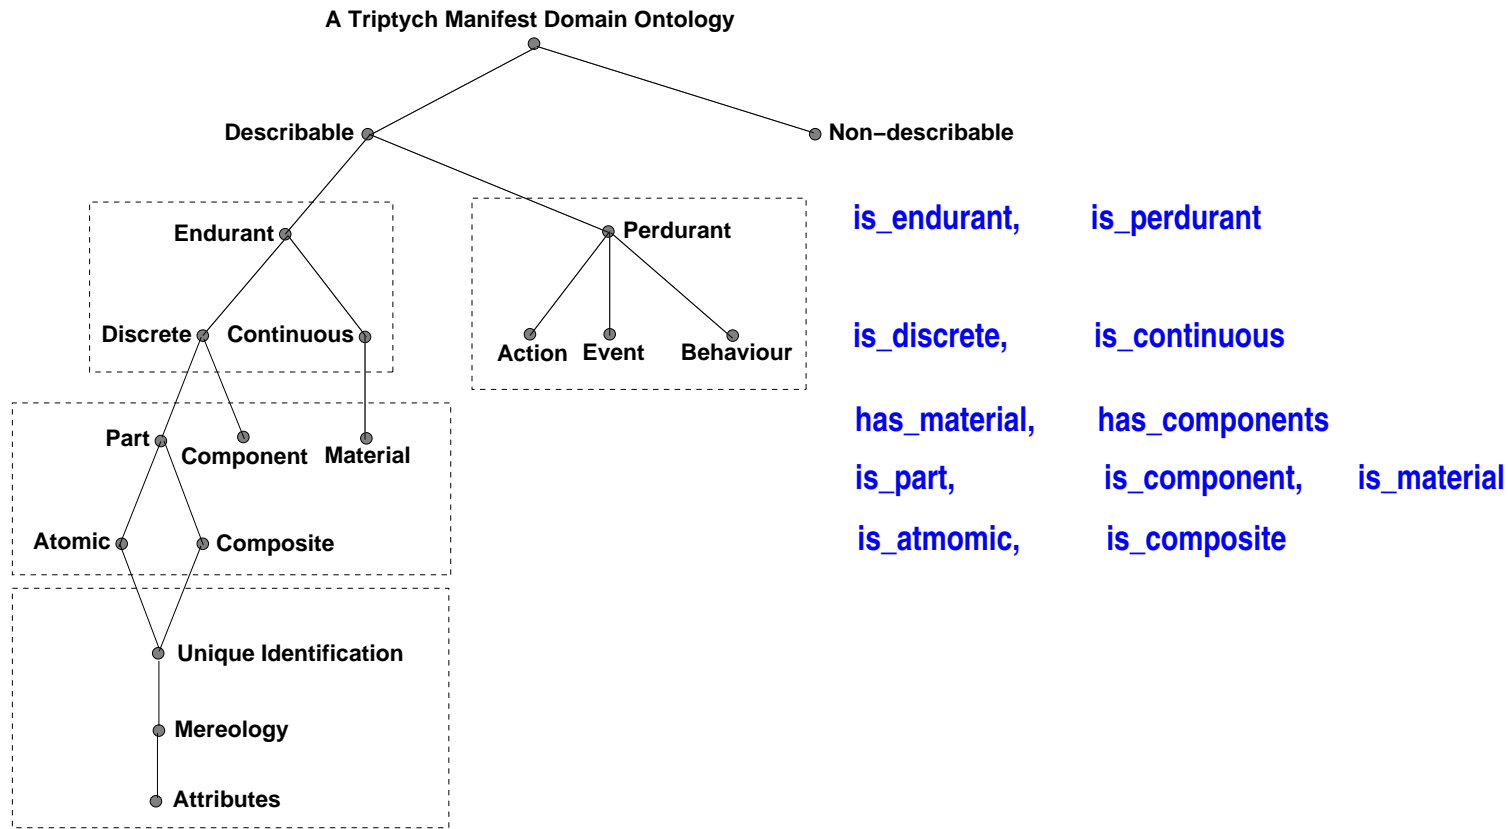 A Triptych Manifest Domain Ontology
Describable
Non−describable
Endurant
Perdurant
is_endurant, is_perdurant
Discrete
Continuous
Action
Event
Behaviour
is_discrete, is_continuous
Part
Component
Material
has_material, has_components
is_part, is_component, is_material
Atomic
Composite
is_atmomic, is_composite
Unique Identification
Mereology
Attributes